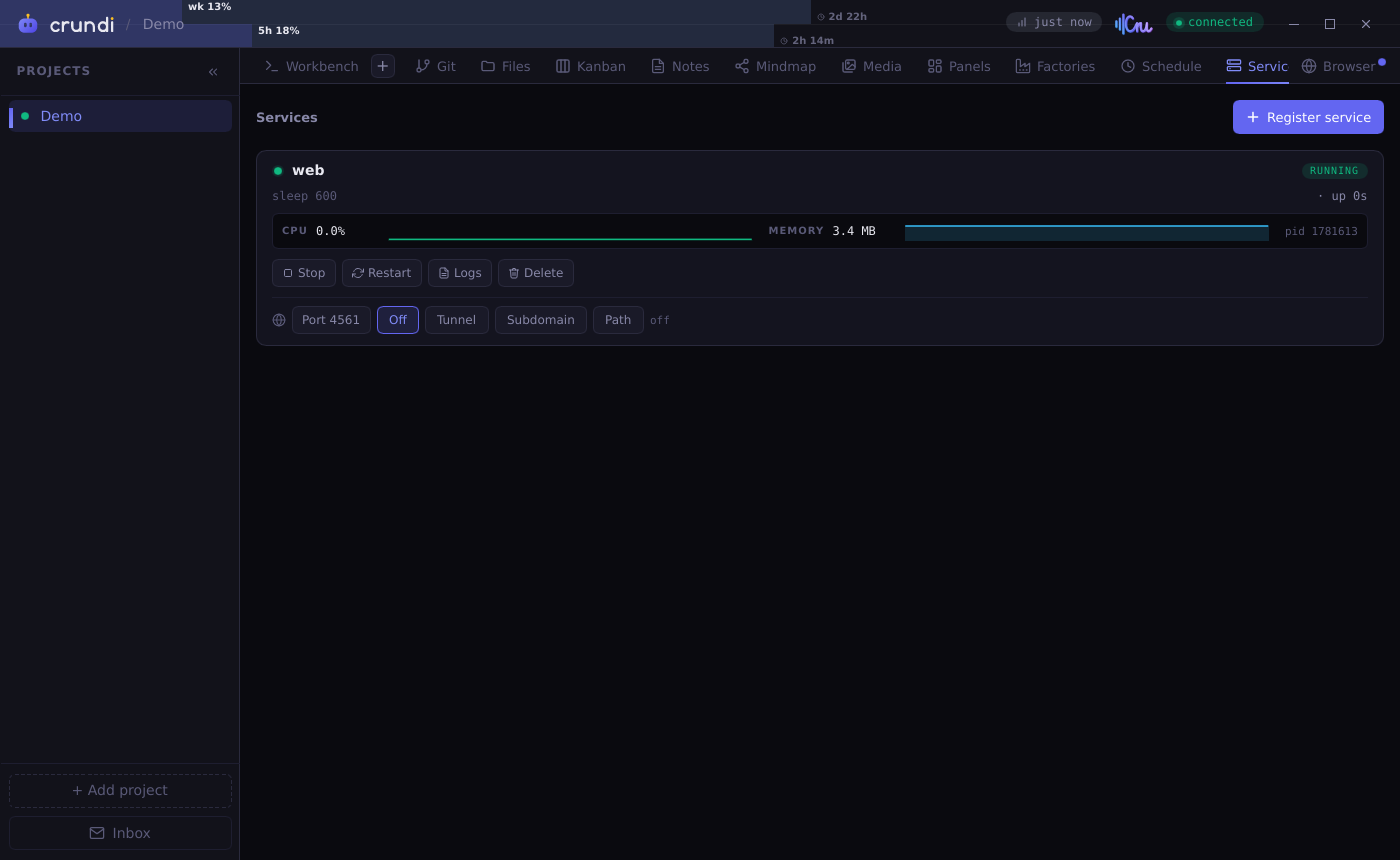 crundi / Demo
wk 13%
2d 22h
5h 18%
2h 14m
just now
Cru
connected
PROJECTS
Demo
+ Add project
Inbox
Workbench + Git Files Kanban Notes Mindmap Media Panels Factories Schedule Servic Browser
Services
+ Register service
web
RUNNING
sleep 600
· up 0s
CPU 0.0% MEMORY 3.4 MB pid 1781613
Stop Restart Logs Delete
Port 4561 Off Tunnel Subdomain Path off